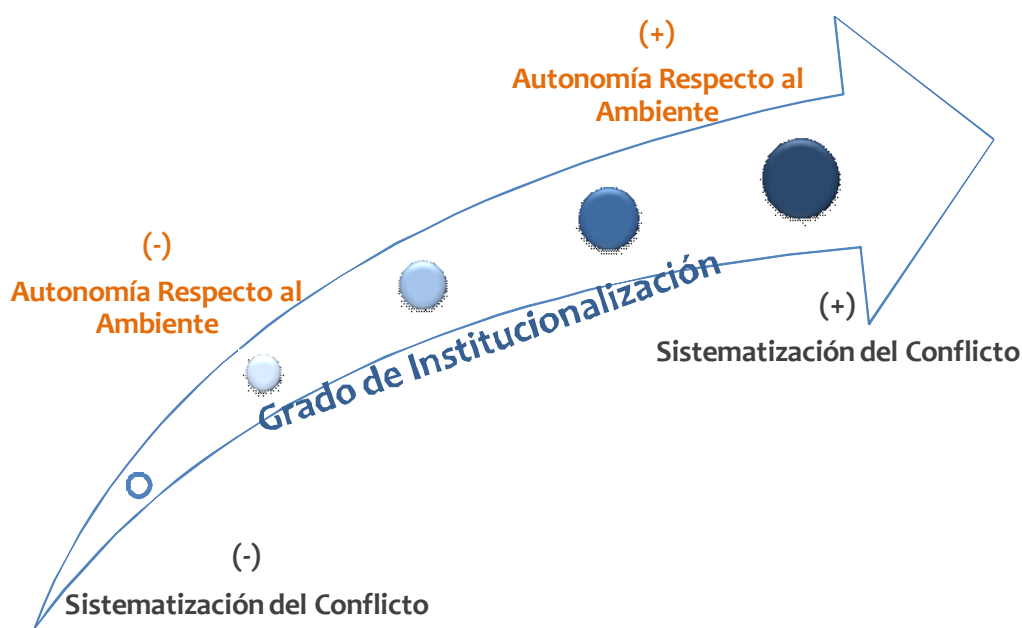 (+)
Autonomía Respecto al
Ambiente
(-)
Autonomía Respecto al
Ambiente
Grado de Institucionalización
(+)
Sistematización del Conflicto
(-)
Sistematización del Conflicto